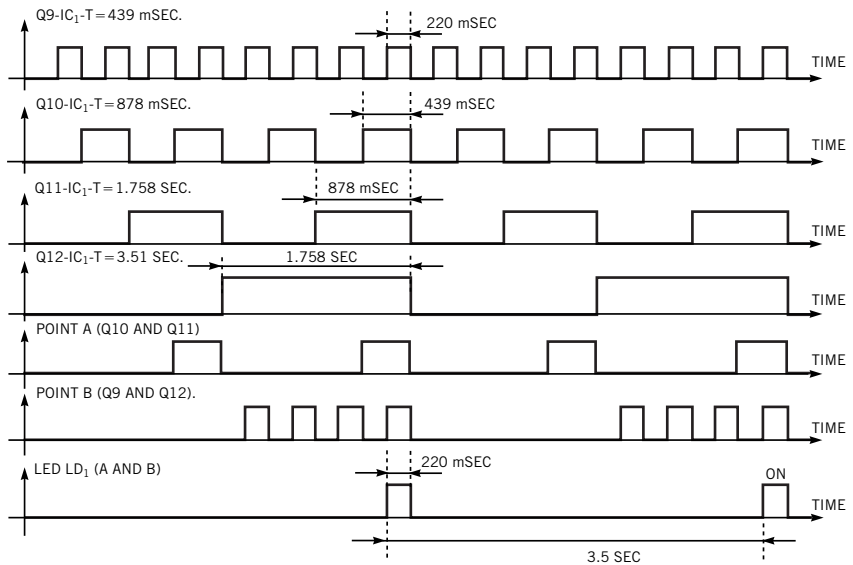 Q9-IC1-T=439 mSEC.
220 mSEC
TIME
Q10-IC1-T=878 mSEC.
439 mSEC
TIME
Q11-IC1-T=1.758 SEC.
878 mSEC
TIME
Q12-IC1-T=3.51 SEC.
1.758 SEC
TIME
POINT A (Q10 AND Q11)
TIME
POINT B (Q9 AND Q12).
TIME
LED LD1 (A AND B)
220 mSEC
ON
TIME
3.5 SEC